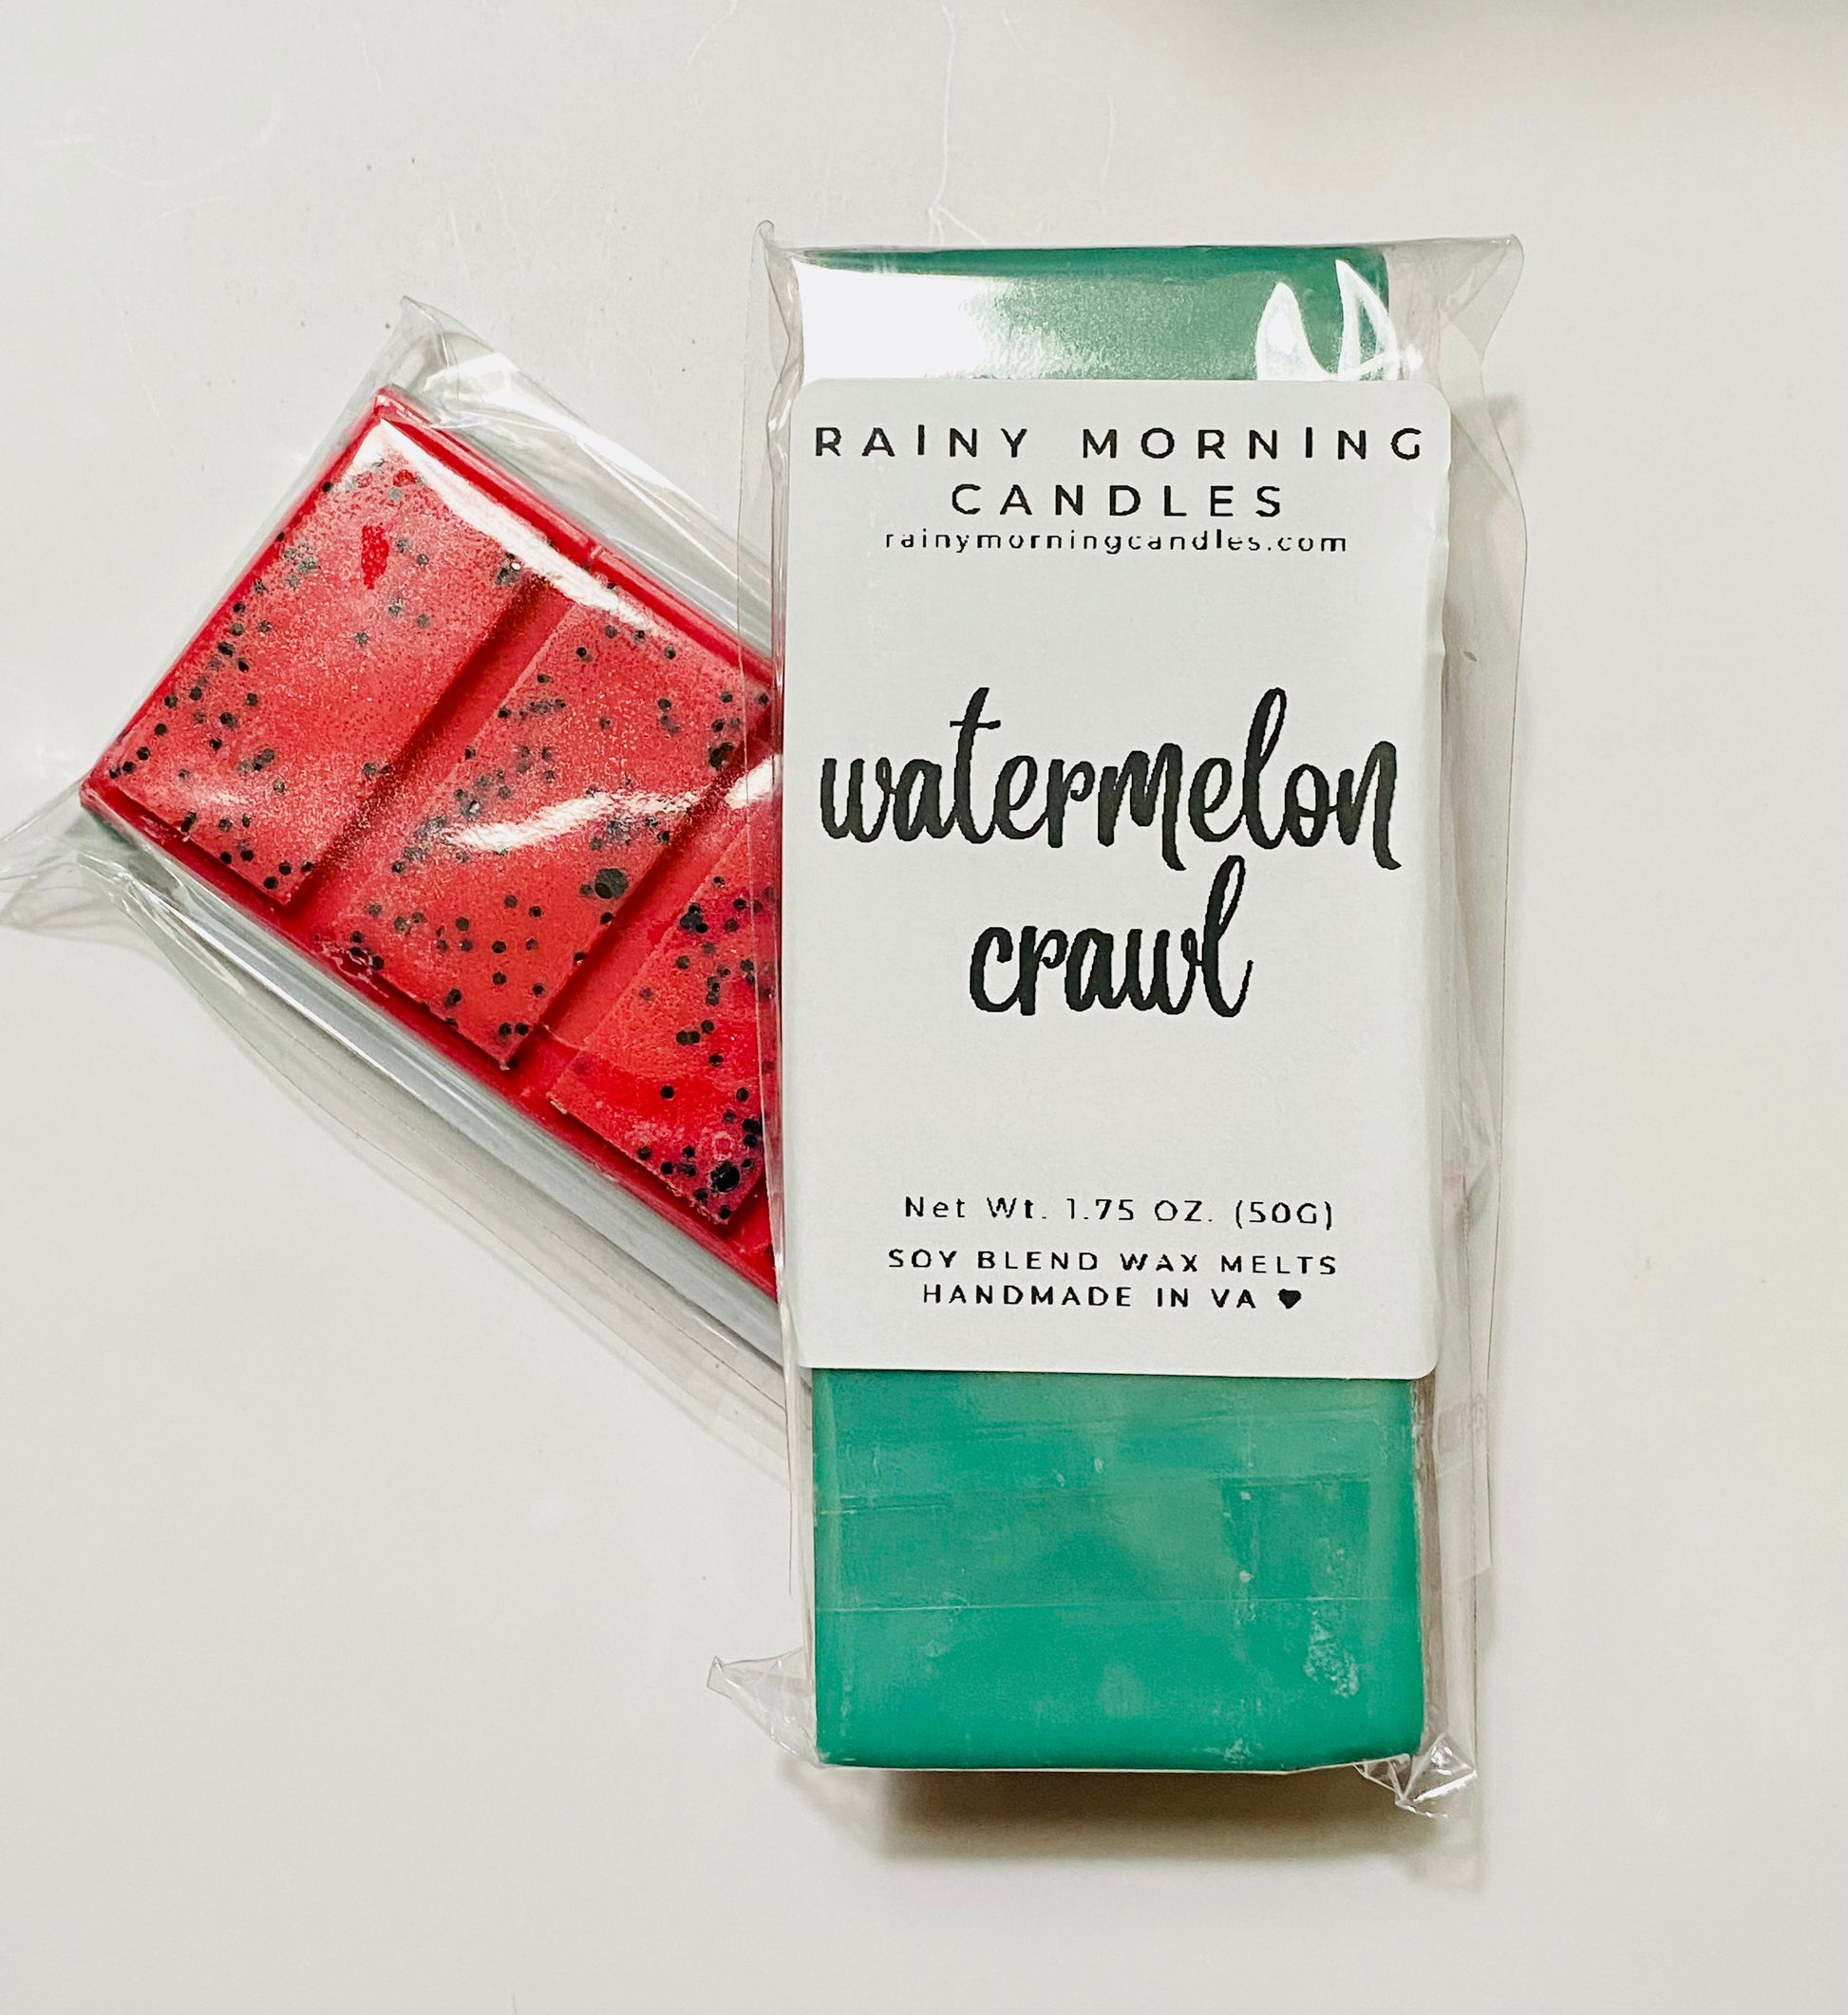 RAINY MORNING
CANDLES
rainymorningcandles.com
watermelon
crawl
Net Wt. 1.75 OZ. (50G)
SOY BLEND WAX MELTS
HANDMADE IN VA ♥